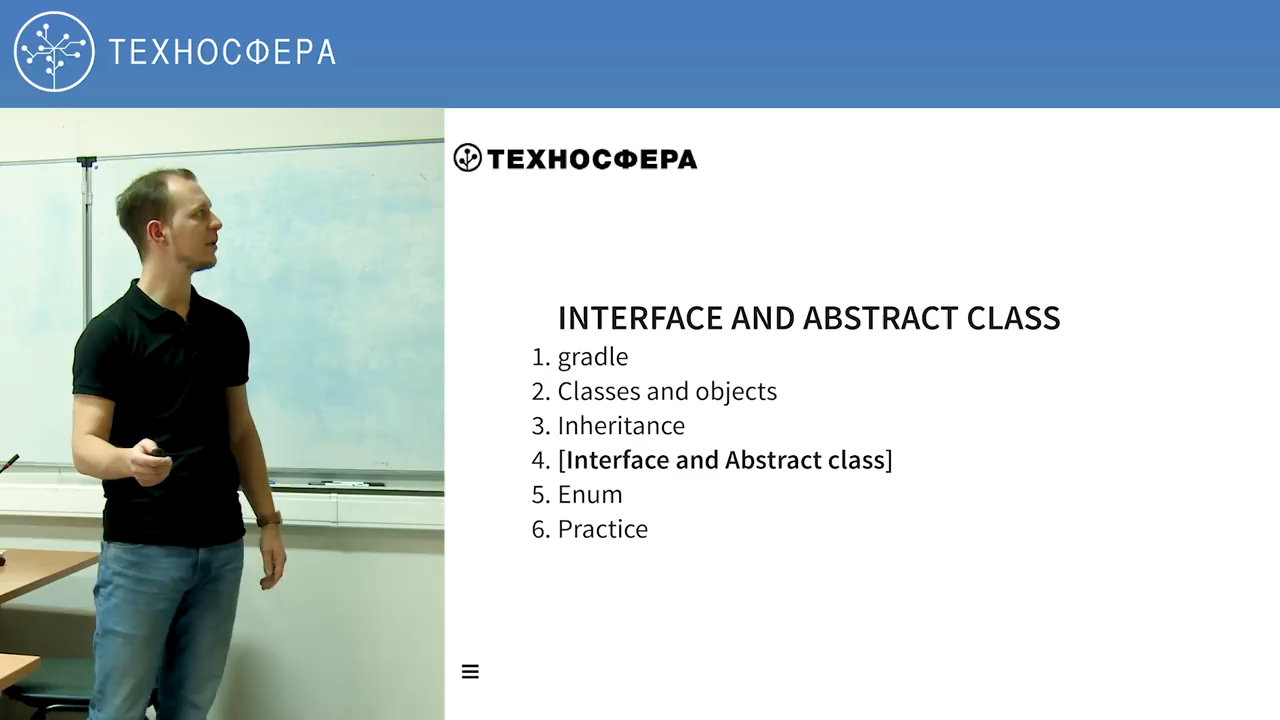 ТЕХНОСФЕРА
ТЕХНОСФЕРА
INTERFACE AND ABSTRACT CLASS
1. gradle
2. Classes and objects
3. Inheritance
4. [Interface and Abstract class]
5. Enum
6. Practice